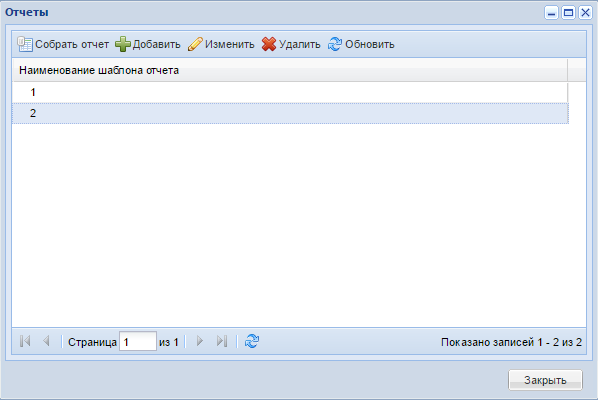 Отчеты
Собрать отчет Добавить Изменить Удалить Обновить
Наименование шаблона отчета
1
2
Страница 1 из 1 Показано записей 1 - 2 из 2
Закрыть